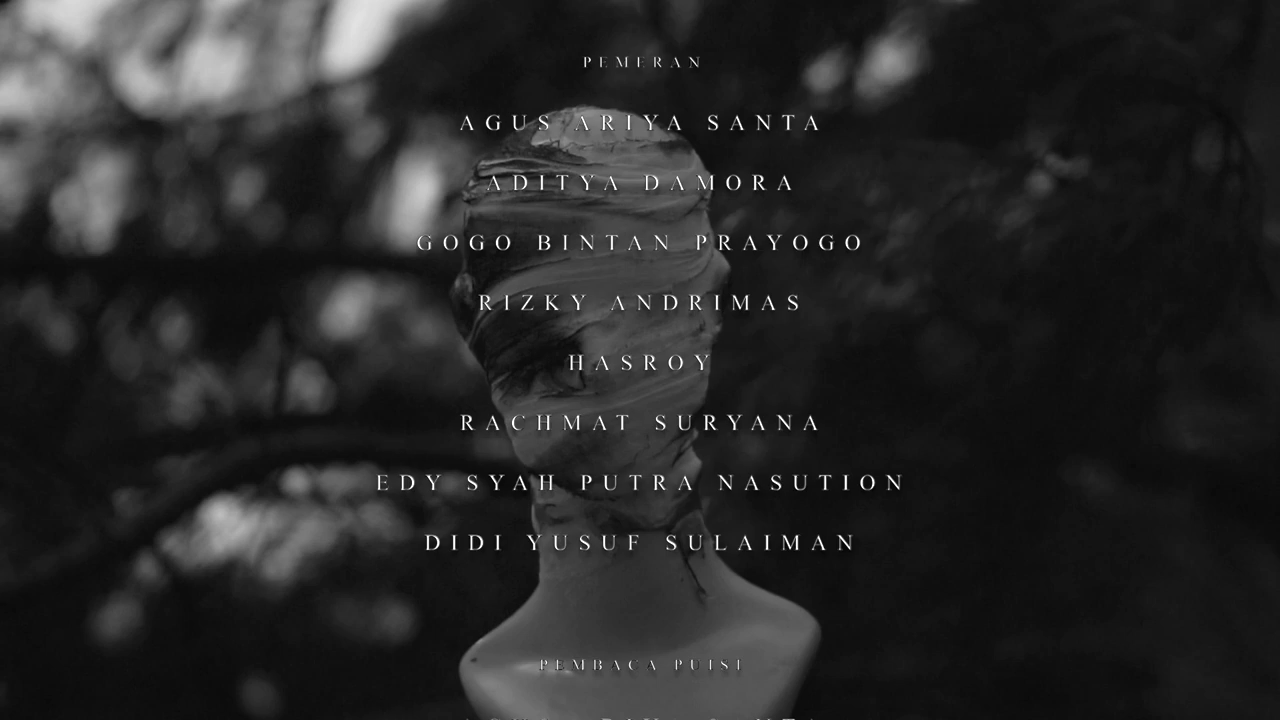 PEMERAN
AGUS ARIYA SANTA
ADITYA DAMORA
GOGO BINTAN PRAYOGO
RIZKY ANDRIMAS
HASROY
RACHMAT SURYANA
EDY SYAH PUTRA NASUTION
DIDI YUSUF SULAIMAN
PEMBACA PUISI